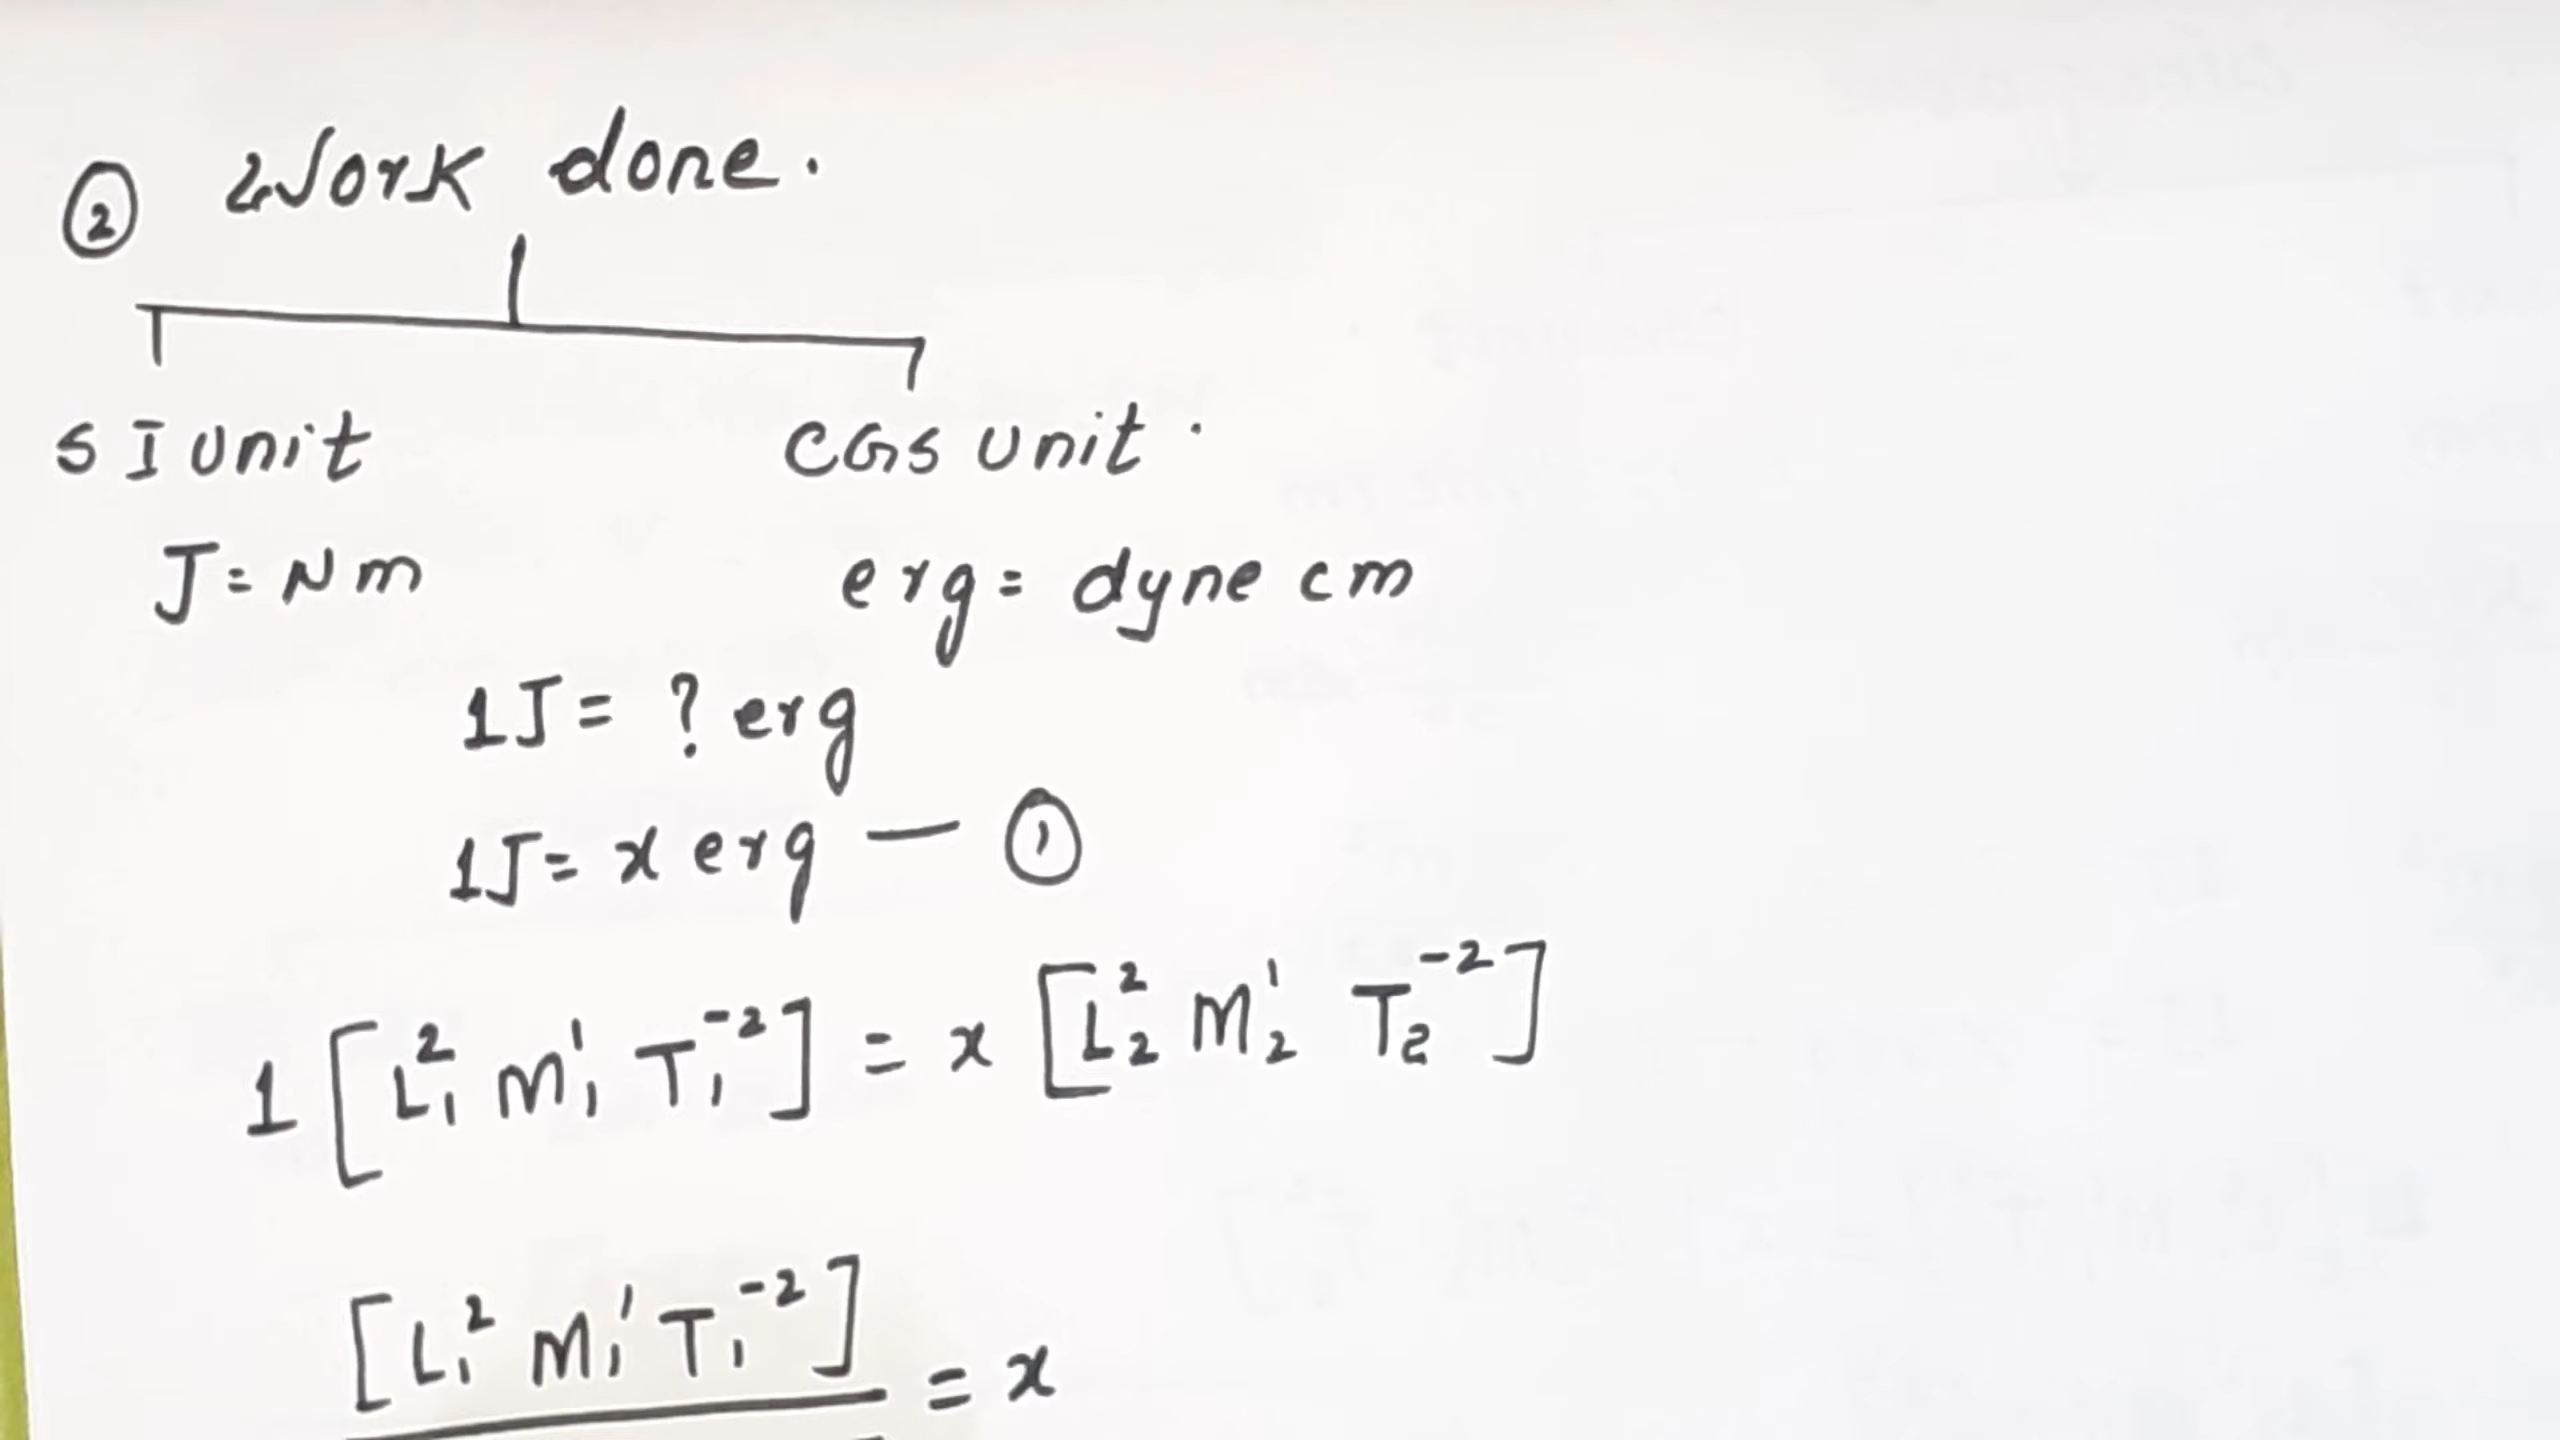 ② Work done.
SI unit CGS unit.
J = Nm erg = dyne cm
1J = ? erg
1J = x erg — ①
1 [L₁² M₁¹ T₁⁻²] = x [L₂² M₂¹ T₂⁻²]
[L₁² M₁¹ T₁⁻²] = x